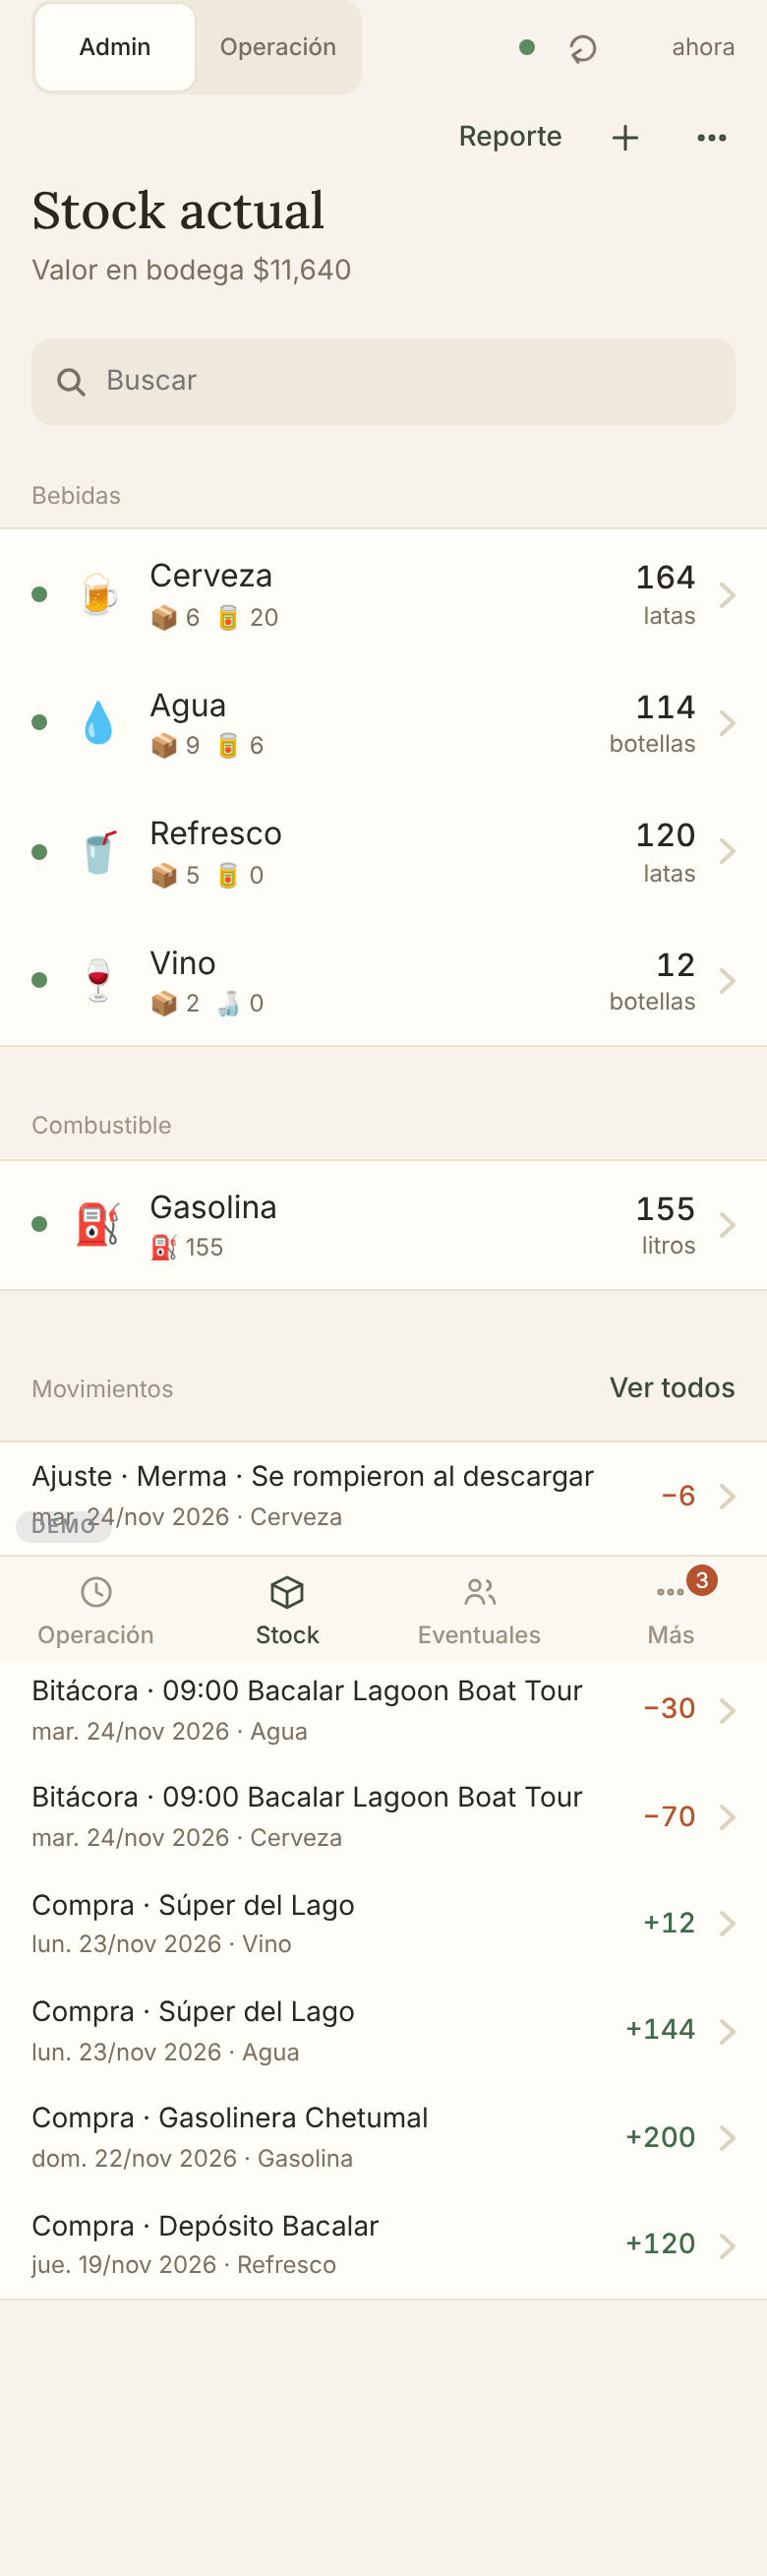 Admin
Operación
ahora
Reporte
Stock actual
Valor en bodega $11,640
Buscar
Bebidas
Cerveza
6 20
164
latas
Agua
9 6
114
botellas
Refresco
5 0
120
latas
Vino
2 0
12
botellas
Combustible
Gasolina
155
155
litros
Movimientos
Ver todos
Ajuste · Merma · Se rompieron al descargar
mar. 24/nov 2026 · Cerveza
−6
DEMO
Operación
Stock
Eventuales
Más
3
Bitácora · 09:00 Bacalar Lagoon Boat Tour
mar. 24/nov 2026 · Agua
−30
Bitácora · 09:00 Bacalar Lagoon Boat Tour
mar. 24/nov 2026 · Cerveza
−70
Compra · Súper del Lago
lun. 23/nov 2026 · Vino
+12
Compra · Súper del Lago
lun. 23/nov 2026 · Agua
+144
Compra · Gasolinera Chetumal
dom. 22/nov 2026 · Gasolina
+200
Compra · Depósito Bacalar
jue. 19/nov 2026 · Refresco
+120